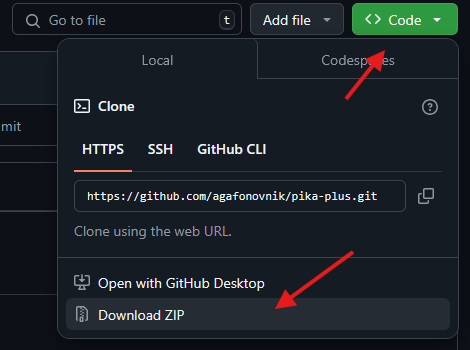 Go to file
t
Add file
Code
Local
Codespaces
mit
Clone
HTTPS
SSH
GitHub CLI
https://github.com/agafonovnik/pika-plus.git
Clone using the web URL.
Open with GitHub Desktop
Download ZIP